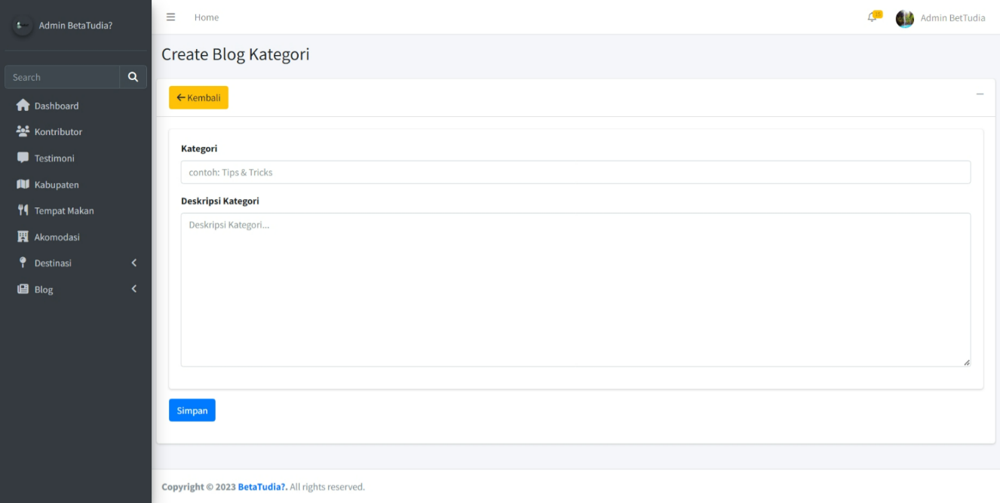 Admin BetaTudia?
Search
Dashboard
Kontributor
Testimoni
Kabupaten
Tempat Makan
Akomodasi
Destinasi
Blog
Home
Admin BetTudia
Create Blog Kategori
Kembali
Kategori
contoh: Tips & Tricks
Deskripsi Kategori
Deskripsi Kategori...
Simpan
Copyright © 2023 BetaTudia?. All rights reserved.